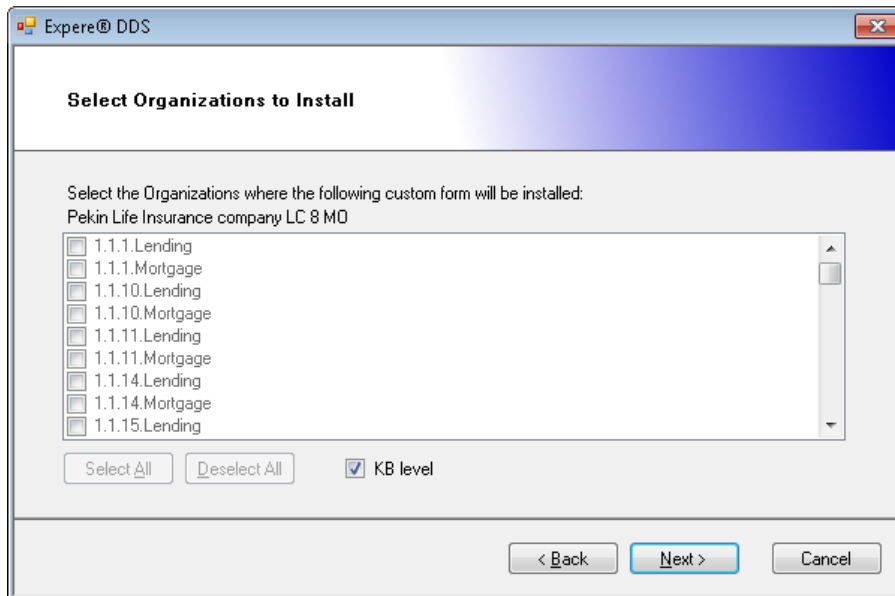 Expere® DDS
Select Organizations to Install
Select the Organizations where the following custom form will be installed:
Pekin Life Insurance company LC 8 MO
1.1.1.Lending
1.1.1.Mortgage
1.1.10.Lending
1.1.10.Mortgage
1.1.11.Lending
1.1.11.Mortgage
1.1.14.Lending
1.1.14.Mortgage
1.1.15.Lending
Select All Deselect All KB level
< Back Next > Cancel